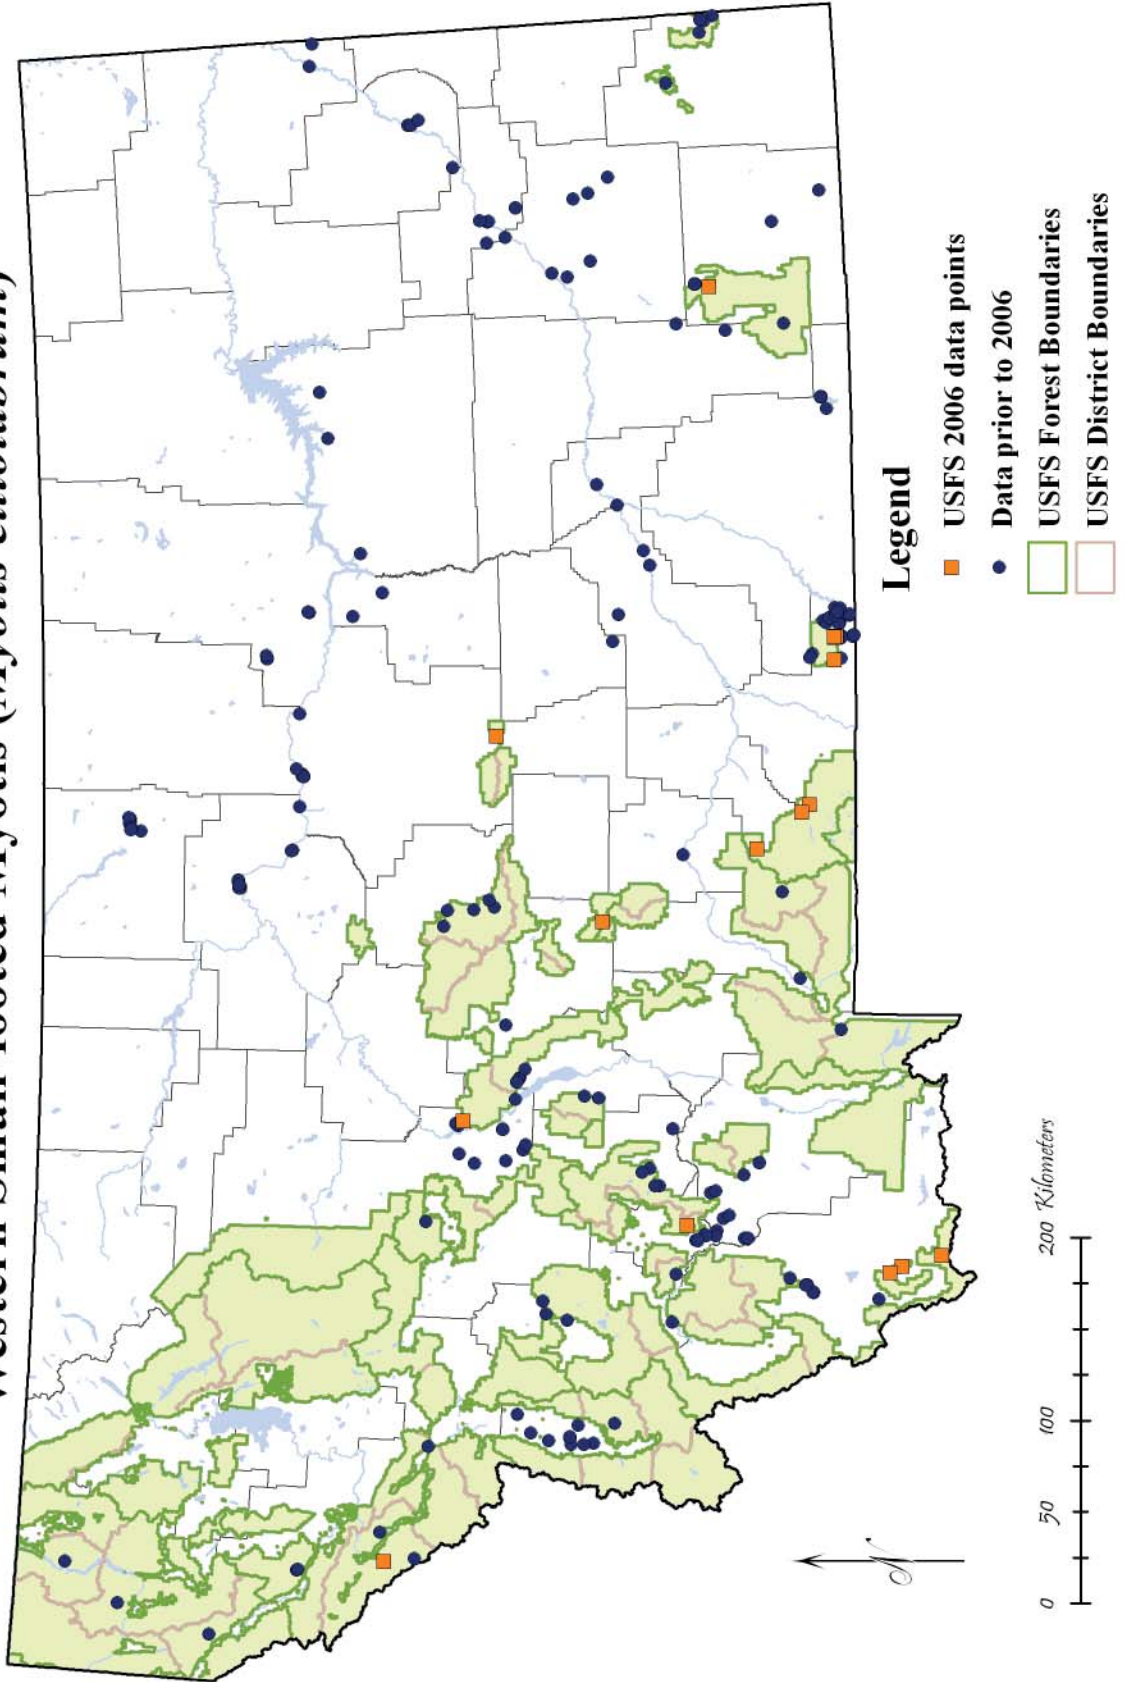 Western Small-footed Myotis (Myotis ciliolabrum)
Legend
USFS 2006 data points
Data prior to 2006
USFS Forest Boundaries
USFS District Boundaries
N
0 50 100 200 Kilometers